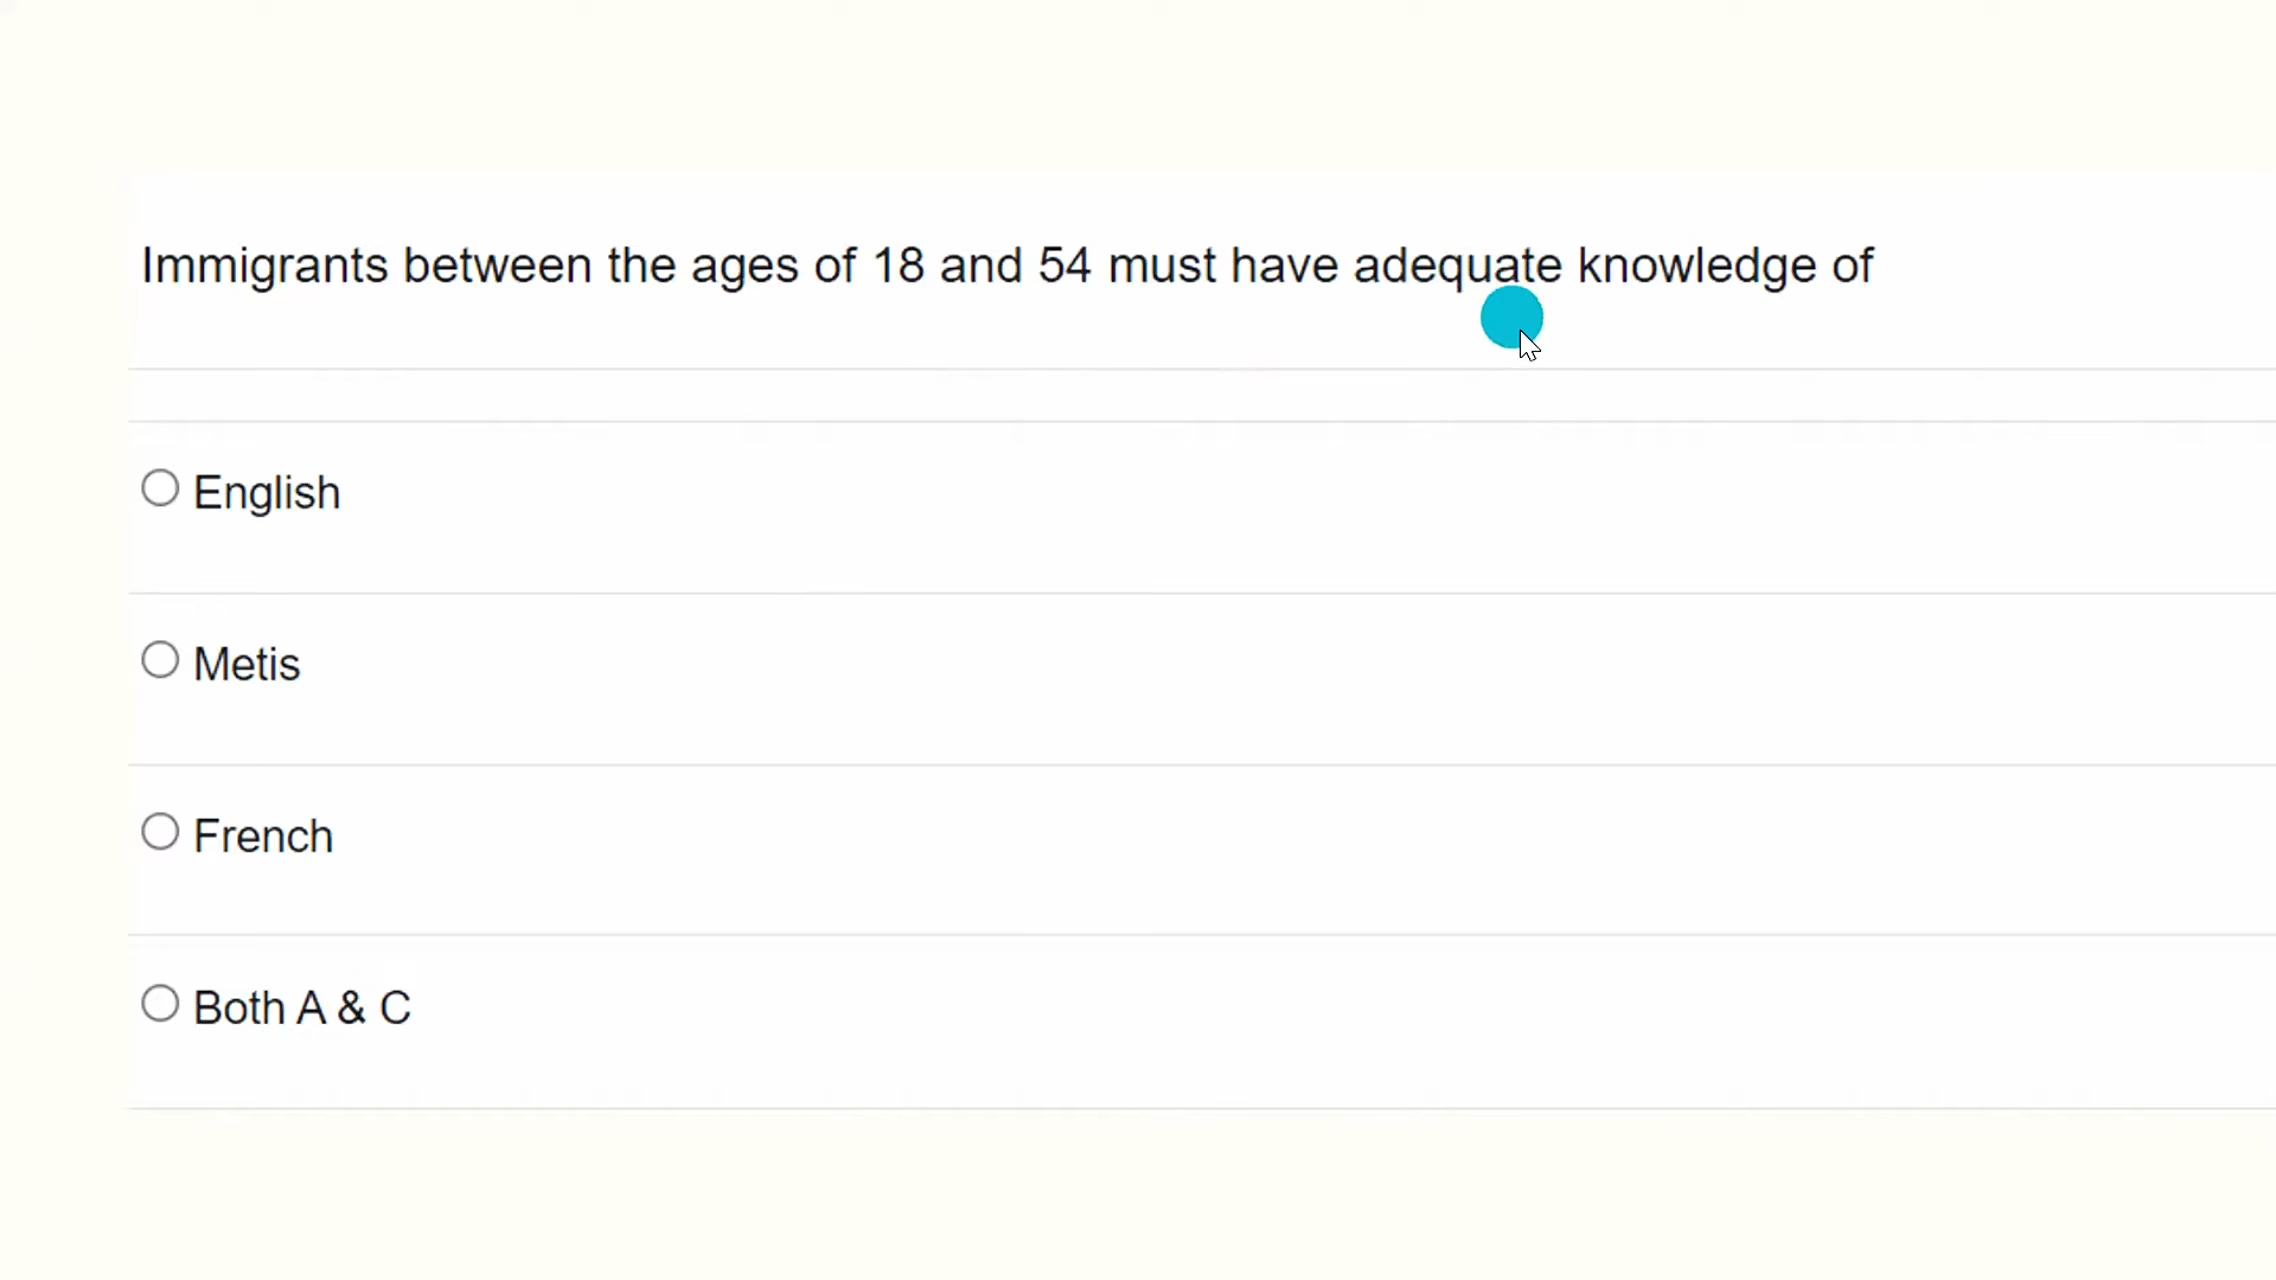 Immigrants between the ages of 18 and 54 must have adequate knowledge of
English
Metis
French
Both A & C